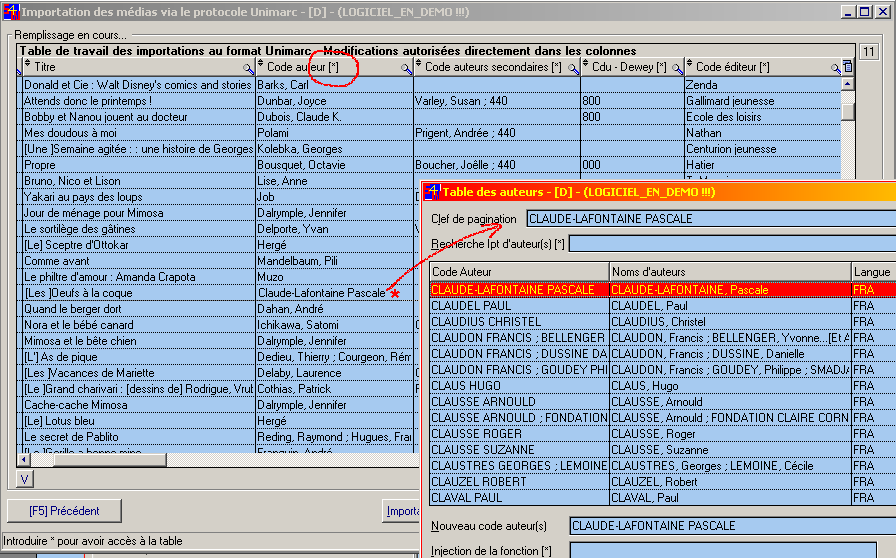 Importation des médias via le protocole Unimarc - [D] - (LOGICIEL_EN_DEMO !!!)
Remplissage en cours...
Table de travail des importations au format Unimarc - Modifications autorisées directement dans les colonnes
11
Titre Code auteur [*] Code auteurs secondaires [*] Cdu - Dewey [*] Code éditeur [*]
Donald et Cie : Walt Disney's comics and stories Barks, Carl Zenda
Attends donc le printemps ! Dunbar, Joyce Varley, Susan ; 440 800 Gallimard jeunesse
Bobby et Nanou jouent au docteur Dubois, Claude K. 800 Ecole des loisirs
Mes doudous à moi Polami Prigent, Andrée ; 440 Nathan
[Une ]Semaine agitée : : une histoire de Georges Kolebka, Georges Centurion jeunesse
Propre Bousquet, Octavie Boucher, Joêlle ; 440 000 Hatier
Bruno, Nico et Lison Lise, Anne
Yakari au pays des loups Job
Jour de ménage pour Mimosa Dalrymple, Jennifer
Le sortilège des gâtines Delporte, Yvan
[Le] Sceptre d'Ottokar Hergé
Comme avant Mandelbaum, Pili
Le philtre d'amour : Amanda Crapota Muzo
[Les ]Oeufs à la coque Claude-Lafontaine Pascale *
Quand le berger dort Dahan, André
Nora et le bébé canard Ichikawa, Satomi
Mimosa et le bête chien Dalrymple, Jennifer
[L'] As de pique Dedieu, Thierry ; Courgeon, Rém
[Les ]Vacances de Mariette Delaby, Laurence
[Le ]Grand charivari : [dessins de] Rodrigue, Vrut Cothias, Patrick
Cache-cache Mimosa Dalrymple, Jennifer
[Le] Lotus bleu Hergé
Le secret de Pablito Reding, Raymond ; Hugues, Frar
[Le ]Gorille a bonne mine Franquin, André
V
[F5] Précédent
Importa
Introduire * pour avoir accès à la table
Table des auteurs - [D] - (LOGICIEL_EN_DEMO !!!)
Clef de pagination CLAUDE-LAFONTAINE PASCALE
Recherche Ipt d'auteur(s) [*]
Code Auteur Noms d'auteurs Langue
CLAUDE-LAFONTAINE PASCALE CLAUDE-LAFONTAINE, Pascale FRA
CLAUDEL PAUL CLAUDEL, Paul FRA
CLAUDIUS CHRISTEL CLAUDIUS, Christel FRA
CLAUDON FRANCIS ; BELLENGER CLAUDON, Francis ; BELLENGER, Yvonne...[Et A FRA
CLAUDON FRANCIS ; DUSSINE DA CLAUDON, Francis ; DUSSINE, Danielle FRA
CLAUDON FRANCIS ; GOUDEY PHI CLAUDON, Francis ; GOUDEY, Philippe ; SMADJ FRA
CLAUS HUGO CLAUS, Hugo FRA
CLAUSSE ARNOULD CLAUSSE, Arnould FRA
CLAUSSE ARNOULD ; FONDATION CLAUSSE, Arnould ; FONDATION CLAIRE CORN FRA
CLAUSSE ROGER CLAUSSE, Roger FRA
CLAUSSE SUZANNE CLAUSSE, Suzanne FRA
CLAUSTRES GEORGES ; LEMOINE CLAUSTRES, Georges ; LEMOINE, Cécile FRA
CLAUZEL ROBERT CLAUZEL, Robert FRA
CLAVAL PAUL CLAVAL, Paul FRA
Nouveau code auteur(s) CLAUDE-LAFONTAINE PASCALE
Injection de la fonction [*]